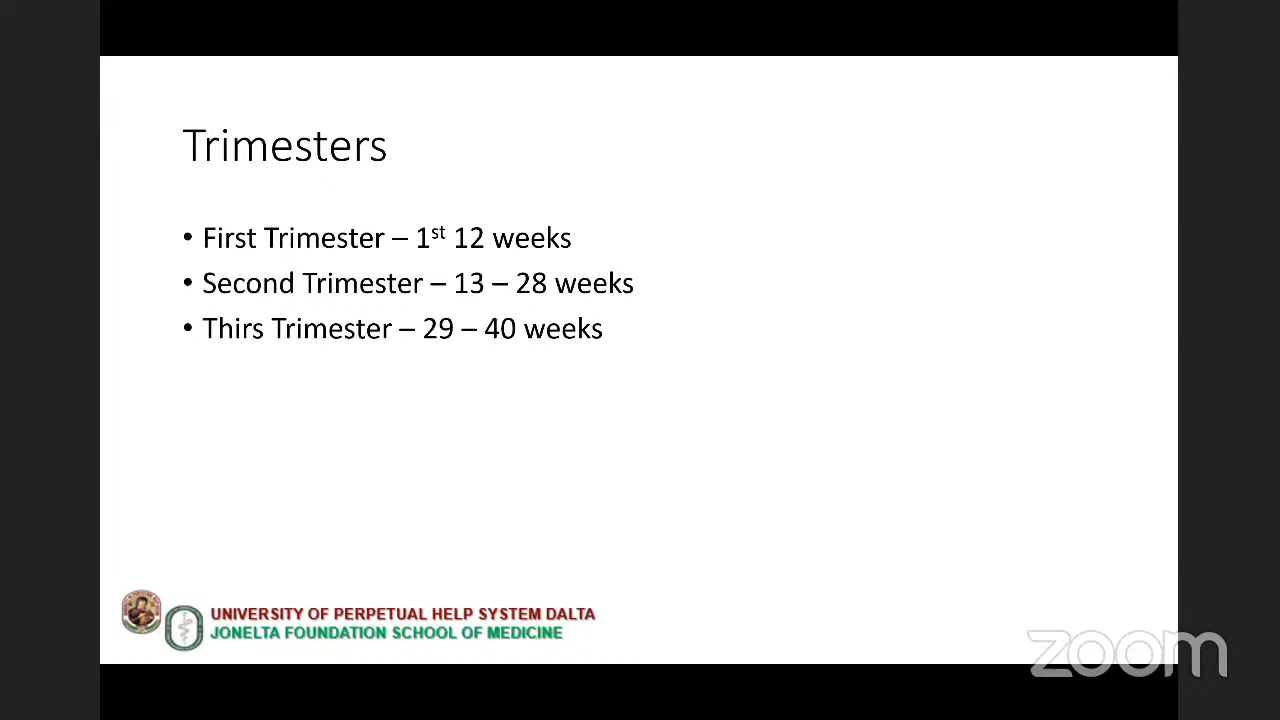 Trimesters
• First Trimester – 1st 12 weeks
• Second Trimester – 13 – 28 weeks
• Thirs Trimester – 29 – 40 weeks
UNIVERSITY OF PERPETUAL HELP SYSTEM DALTA
JONELTA FOUNDATION SCHOOL OF MEDICINE
zoom